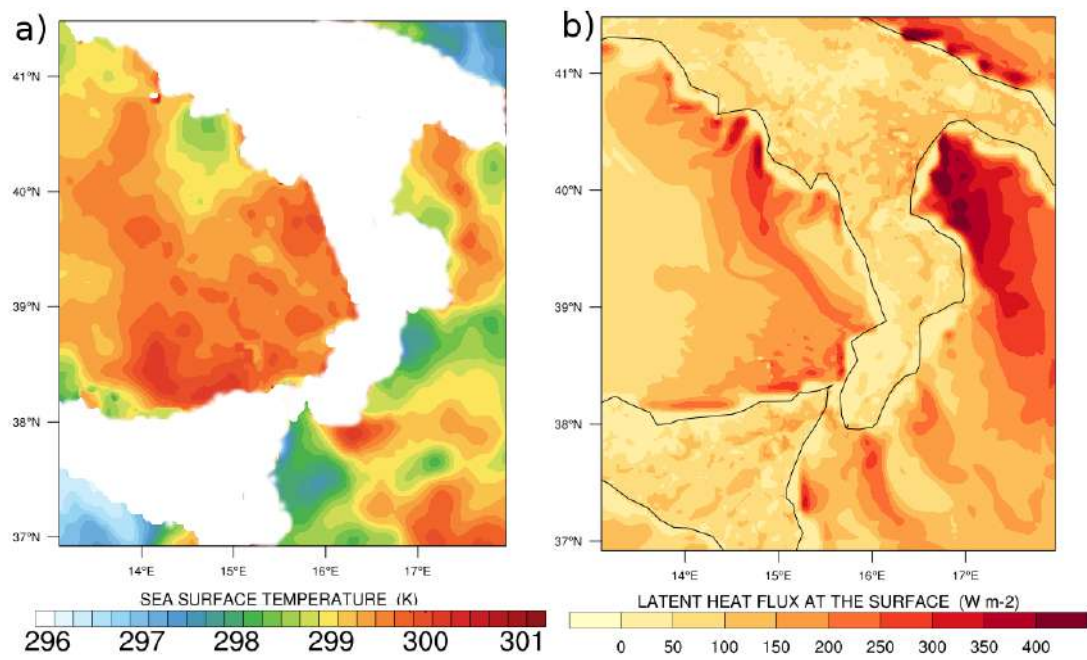 a)
41°N
40°N
39°N
38°N
37°N
14°E 15°E 16°E 17°E
SEA SURFACE TEMPERATURE (K)
296 297 298 299 300 301
b)
41°N
40°N
39°N
38°N
37°N
14°E 15°E 16°E 17°E
LATENT HEAT FLUX AT THE SURFACE (W m-2)
0 50 100 150 200 250 300 350 400